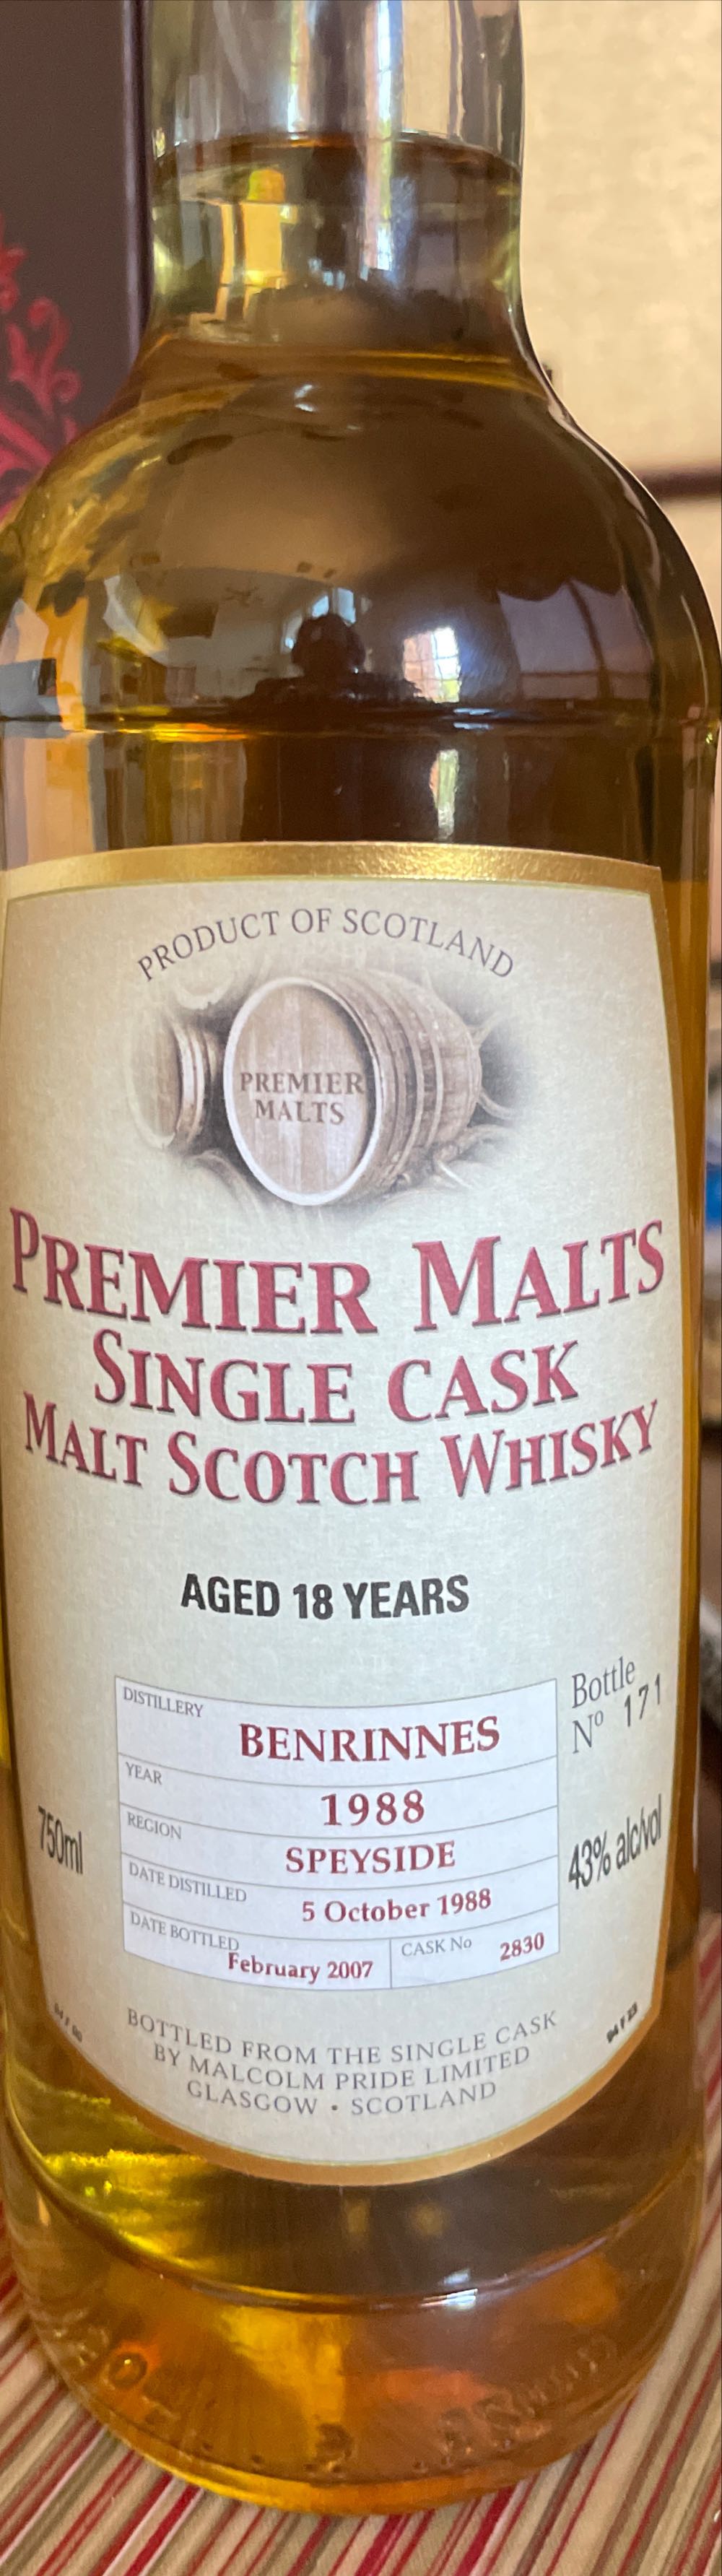 PRODUCT OF SCOTLAND
PREMIER
MALTS
PREMIER MALTS
SINGLE CASK
MALT SCOTCH WHISKY
AGED 18 YEARS
Bottle
Nº 171
DISTILLERY BENRINNES
YEAR 1988
REGION SPEYSIDE
DATE DISTILLED 5 October 1988
DATE BOTTLED February 2007 CASK No 2830
750ml
43% alc/vol
BOTTLED FROM THE SINGLE CASK
BY MALCOLM PRIDE LIMITED
GLASGOW • SCOTLAND